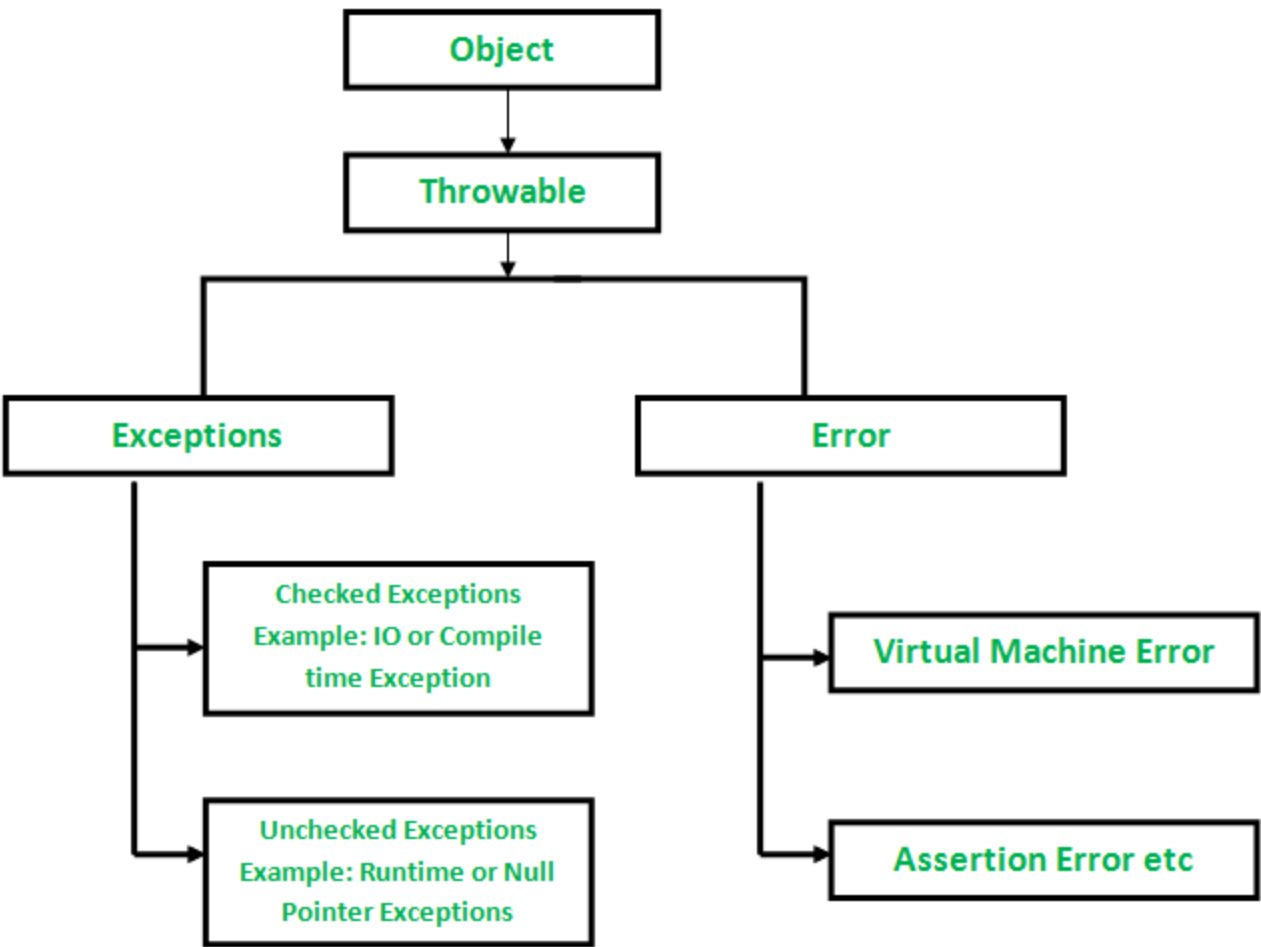 Object
Throwable
Exceptions
Error
Checked Exceptions
Example: IO or Compile
time Exception
Virtual Machine Error
Unchecked Exceptions
Example: Runtime or Null
Pointer Exceptions
Assertion Error etc